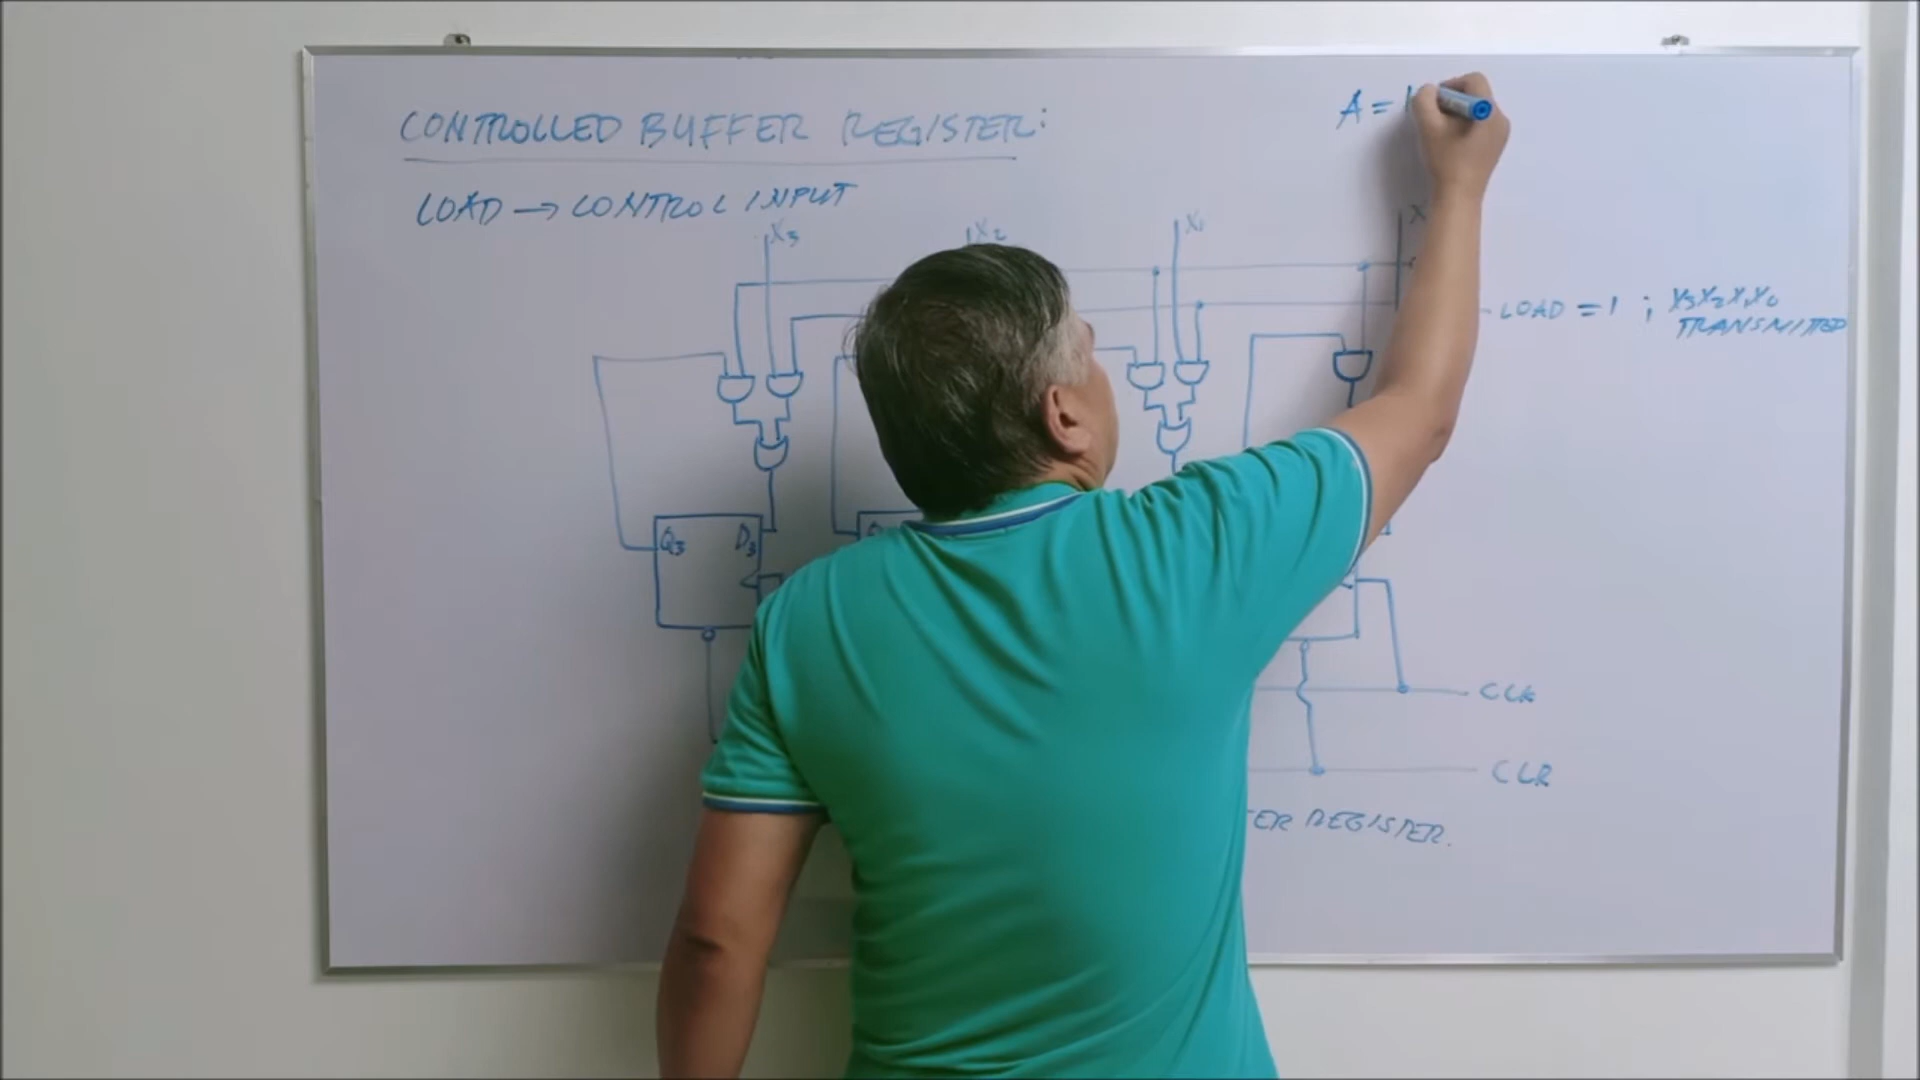 A = 1
CONTROLLED BUFFER REGISTER:
LOAD → CONTROL INPUT
X3 X2 X1 X
LOAD = 1 ; X3X2X1X0
TRANSMITTED
Q3 D3
CLK
CLR
TER REGISTER.